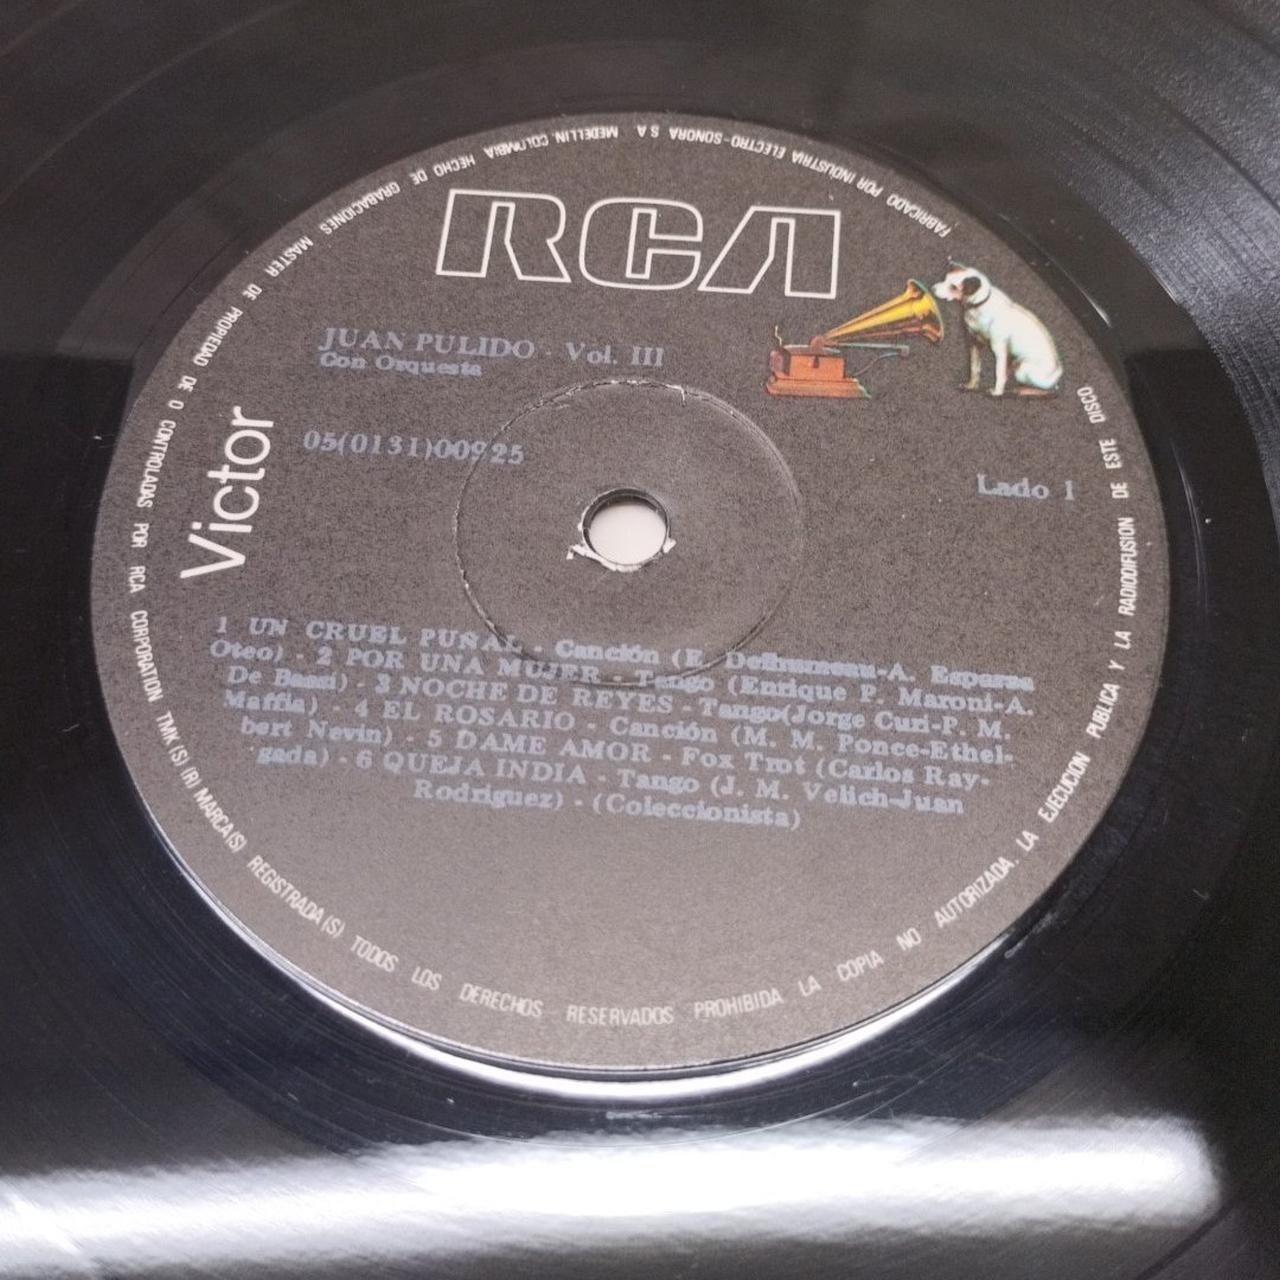 RCA
Victor
JUAN PULIDO Vol. III
Con Orquesta
05(0131)00925
Lado 1
1 UN CRUEL PUÑAL - Canción (E. A. Esparza
Oteo) - 2 POR UNA MUJER - Tango (Enrique P. Maroni-A.
De Bassi) - 3 NOCHE DE REYES - Tango(Jorge Curi-P. M.
Maffia) - 4 EL ROSARIO - Canción (M. M. Ponce-Ethel-
bert Nevin) - 5 DAME AMOR - Fox Trot (Carlos Ray-
gada) - 6 QUEJA INDIA - Tango (J. M. Velich-Juan
Rodriguez) - (Coleccionista)
FABRICADO POR INDUSTRIA ELECTRO-SONORA S A MEDELLIN COLOMBIA HECHO DE GRABACIONES MASTER DE PROPIEDAD DE O CONTROLADAS POR RCA CORPORATION TMK(S) (R) MARCA(S) REGISTRADA(S) TODOS LOS DERECHOS RESERVADOS PROHIBIDA LA COPIA NO AUTORIZADA. LA EJECUCION PUBLICA Y LA RADIODIFUSION DE ESTE DISCO